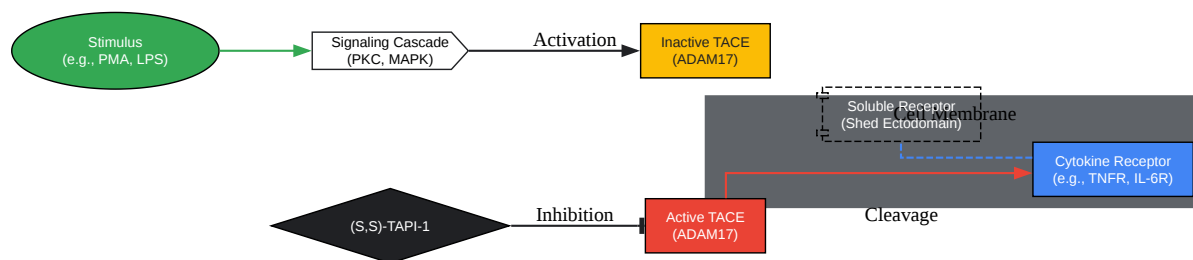 Stimulus
(e.g., PMA, LPS)
Signaling Cascade
(PKC, MAPK)
Activation
Inactive TACE
(ADAM17)
Soluble Receptor
(Shed Ectodomain)
Cell Membrane
Cytokine Receptor
(e.g., TNFR, IL-6R)
(S,S)-TAPI-1
Inhibition
Active TACE
(ADAM17)
Cleavage